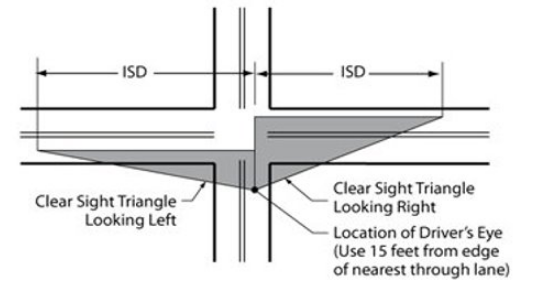 ISD
ISD
Clear Sight Triangle
Looking Left
Clear Sight Triangle
Looking Right
Location of Driver's Eye
(Use 15 feet from edge
of nearest through lane)